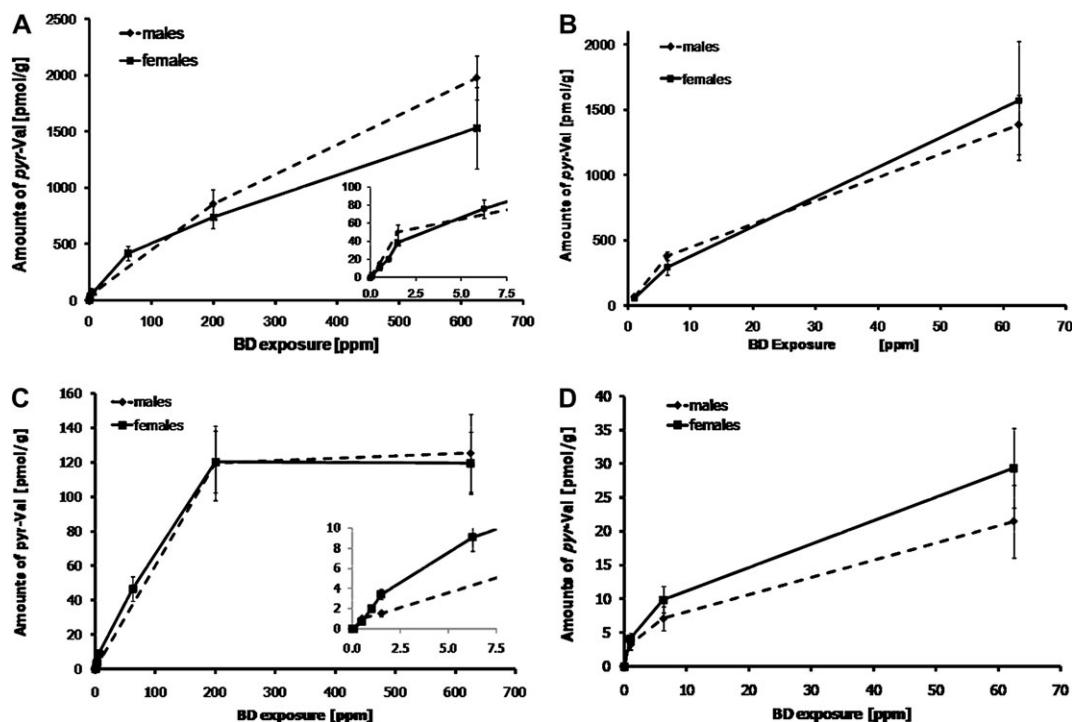 A
Amounts of pyr-Val [pmol/g]
2500
2000
1500
1000
500
0
males
females
100
80
60
40
20
0
0.0 2.5 5.0 7.5
0 100 200 300 400 500 600 700
BD exposure [ppm]
B
Amounts of pyr-Val [pmol/g]
2000
1500
1000
500
0
males
females
0 10 20 30 40 50 60 70
BD Exposure [ppm]
C
Amounts of pyr-Val [pmol/g]
160
140
120
100
80
60
40
20
0
males
females
10
8
6
4
2
0
0.0 2.5 5.0 7.5
0 100 200 300 400 500 600 700
BD exposure [ppm]
D
Amounts of pyr-Val [pmol/g]
40
35
30
25
20
15
10
5
0
males
females
0 10 20 30 40 50 60 70
BD exposure [ppm]